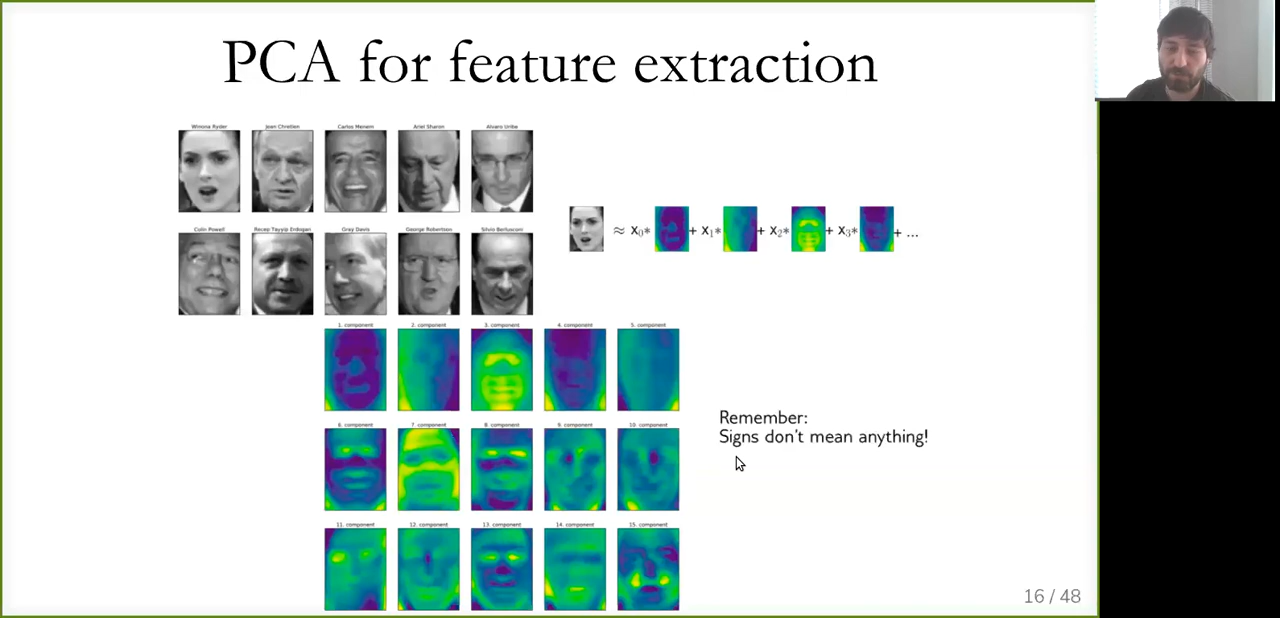 PCA for feature extraction
Winona Ryder Jean Chretien Carlos Menem Ariel Sharon Alvaro Uribe
≈ x₀* + x₁* + x₂* + x₃* + ...
Colin Powell Recep Tayyip Erdogan Gray Davis George Robertson Silvio Berlusconi
1. component 2. component 3. component 4. component 5. component
Remember:
Signs don't mean anything!
6. component 7. component 8. component 9. component 10. component
11. component 12. component 13. component 14. component 15. component
16 / 48